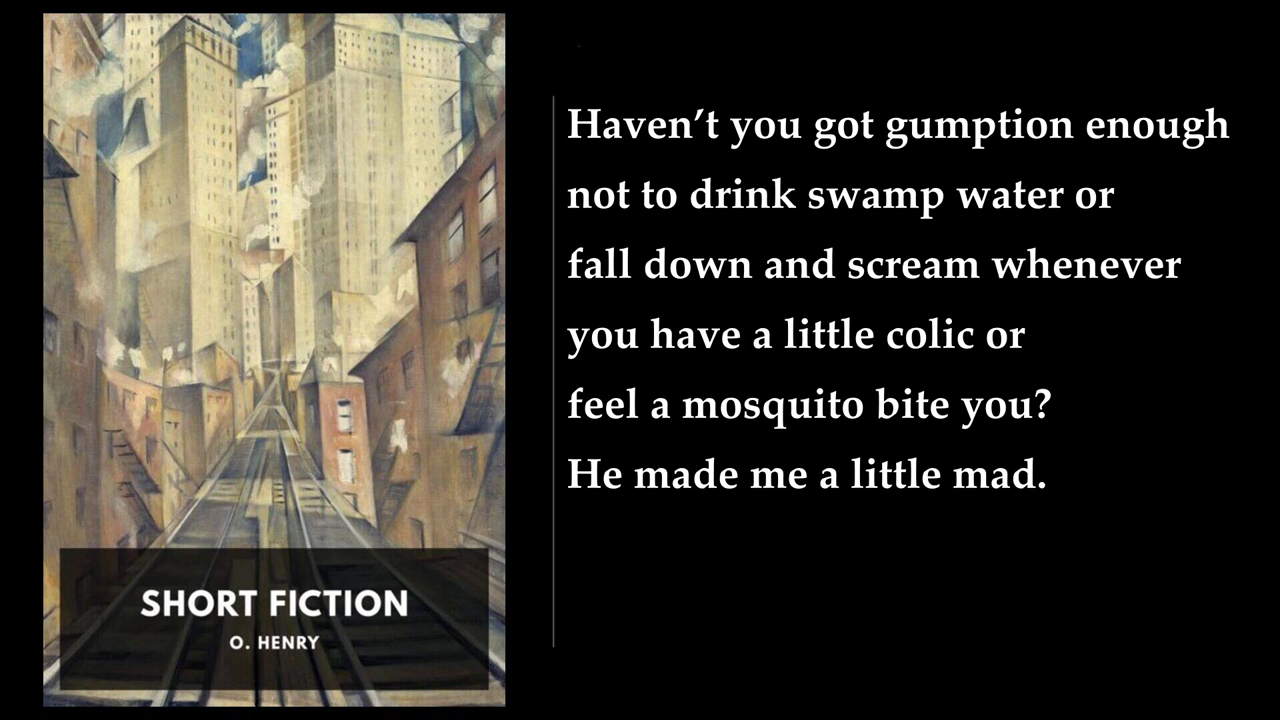 Haven’t you got gumption enough
not to drink swamp water or
fall down and scream whenever
you have a little colic or
feel a mosquito bite you?
He made me a little mad.
SHORT FICTION
O. HENRY